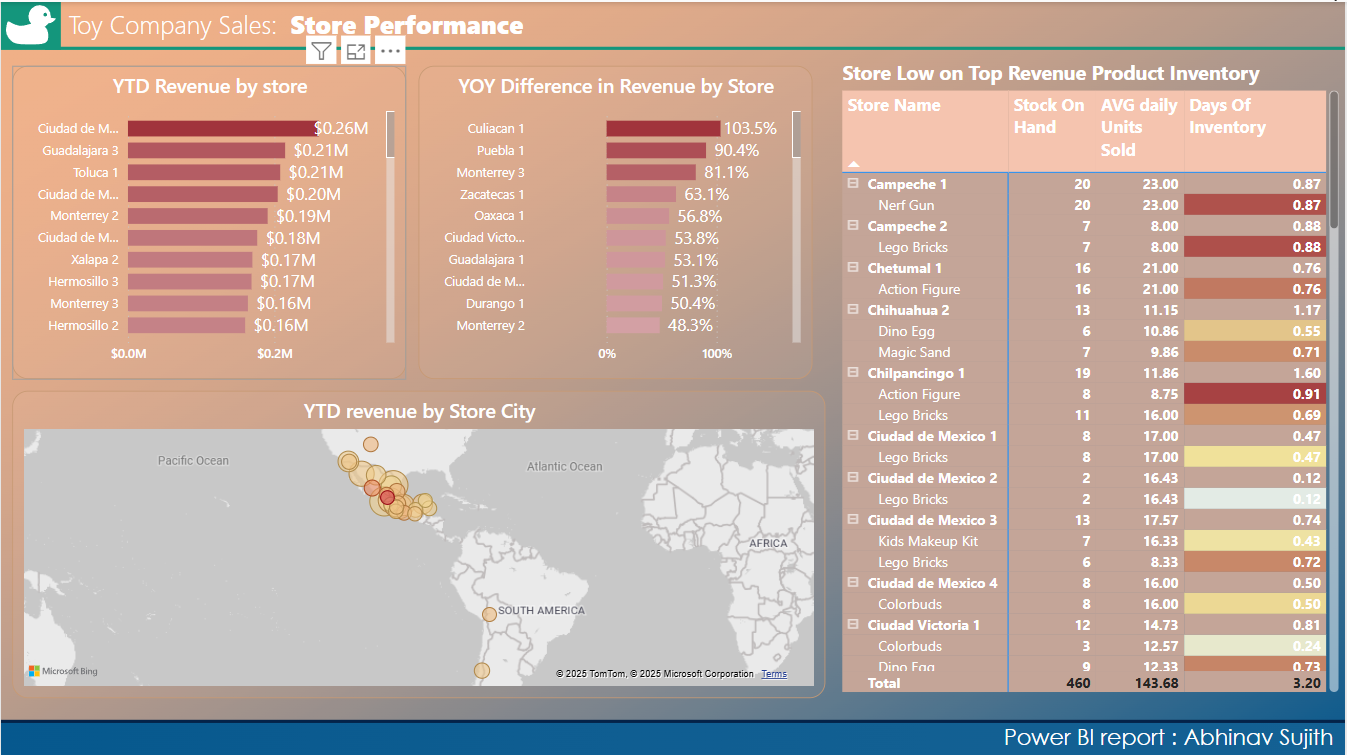 Toy Company Sales: Store Performance
YTD Revenue by store
Ciudad de M... $0.26M
Guadalajara 3 $0.21M
Toluca 1 $0.21M
Ciudad de M... $0.20M
Monterrey 2 $0.19M
Ciudad de M... $0.18M
Xalapa 2 $0.17M
Hermosillo 3 $0.17M
Monterrey 3 $0.16M
Hermosillo 2 $0.16M
$0.0M $0.2M
YOY Difference in Revenue by Store
Culiacan 1 103.5%
Puebla 1 90.4%
Monterrey 3 81.1%
Zacatecas 1 63.1%
Oaxaca 1 56.8%
Ciudad Victo... 53.8%
Guadalajara 1 53.1%
Ciudad de M... 51.3%
Durango 1 50.4%
Monterrey 2 48.3%
0% 100%
YTD revenue by Store City
Pacific Ocean
Atlantic Ocean
AFRICA
SOUTH AMERICA
Microsoft Bing
© 2025 TomTom, © 2025 Microsoft Corporation Terms
Store Low on Top Revenue Product Inventory
Store Name Stock On AVG daily Days Of
Hand Units Inventory
Sold
Campeche 1 20 23.00 0.87
Nerf Gun 20 23.00 0.87
Campeche 2 7 8.00 0.88
Lego Bricks 7 8.00 0.88
Chetumal 1 16 21.00 0.76
Action Figure 16 21.00 0.76
Chihuahua 2 13 11.15 1.17
Dino Egg 6 10.86 0.55
Magic Sand 7 9.86 0.71
Chilpancingo 1 19 11.86 1.60
Action Figure 8 8.75 0.91
Lego Bricks 11 16.00 0.69
Ciudad de Mexico 1 8 17.00 0.47
Lego Bricks 8 17.00 0.47
Ciudad de Mexico 2 2 16.43 0.12
Lego Bricks 2 16.43 0.12
Ciudad de Mexico 3 13 17.57 0.74
Kids Makeup Kit 7 16.33 0.43
Lego Bricks 6 8.33 0.72
Ciudad de Mexico 4 8 16.00 0.50
Colorbuds 8 16.00 0.50
Ciudad Victoria 1 12 14.73 0.81
Colorbuds 3 12.57 0.24
Dino Egg 9 12.33 0.73
Total 460 143.68 3.20
Power BI report : Abhinav Sujith